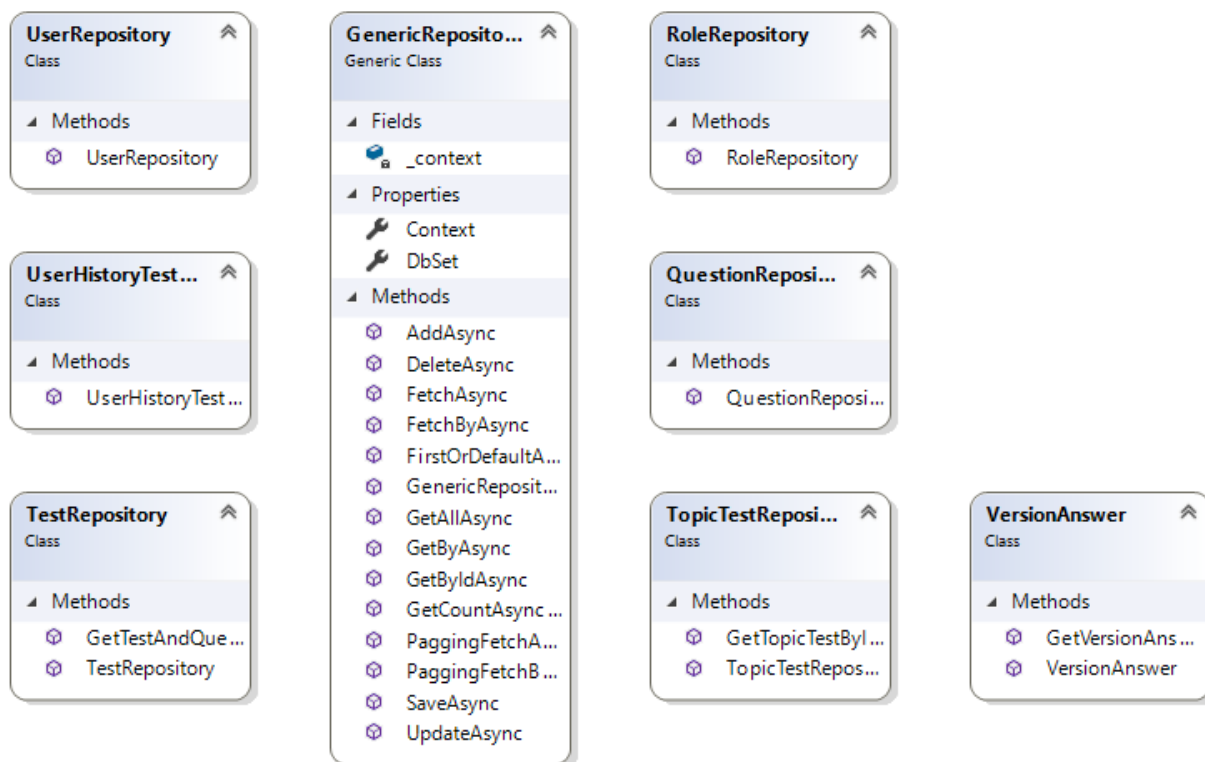 UserRepository
Class
Methods
UserRepository
GenericReposito...
Generic Class
Fields
_context
Properties
Context
DbSet
Methods
AddAsync
DeleteAsync
FetchAsync
FetchByAsync
FirstOrDefaultA...
GenericReposit...
GetAllAsync
GetByAsync
GetByIdAsync
GetCountAsync ...
PaggingFetchA...
PaggingFetchB ...
SaveAsync
UpdateAsync
RoleRepository
Class
Methods
RoleRepository
UserHistoryTest...
Class
Methods
UserHistoryTest ...
QuestionReposi...
Class
Methods
QuestionReposi...
TestRepository
Class
Methods
GetTestAndQue ...
TestRepository
TopicTestReposi...
Class
Methods
GetTopicTestByI ...
TopicTestRepos...
VersionAnswer
Class
Methods
GetVersionAns ...
VersionAnswer